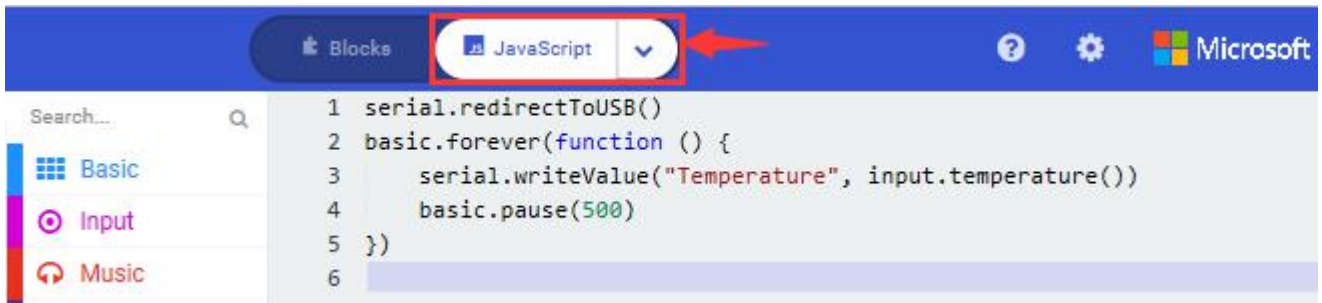 Blocks
JS JavaScript
Microsoft
Search...
Basic
Input
Music
1 serial.redirectToUSB()
2 basic.forever(function () {
3     serial.writeValue("Temperature", input.temperature())
4     basic.pause(500)
5 })
6